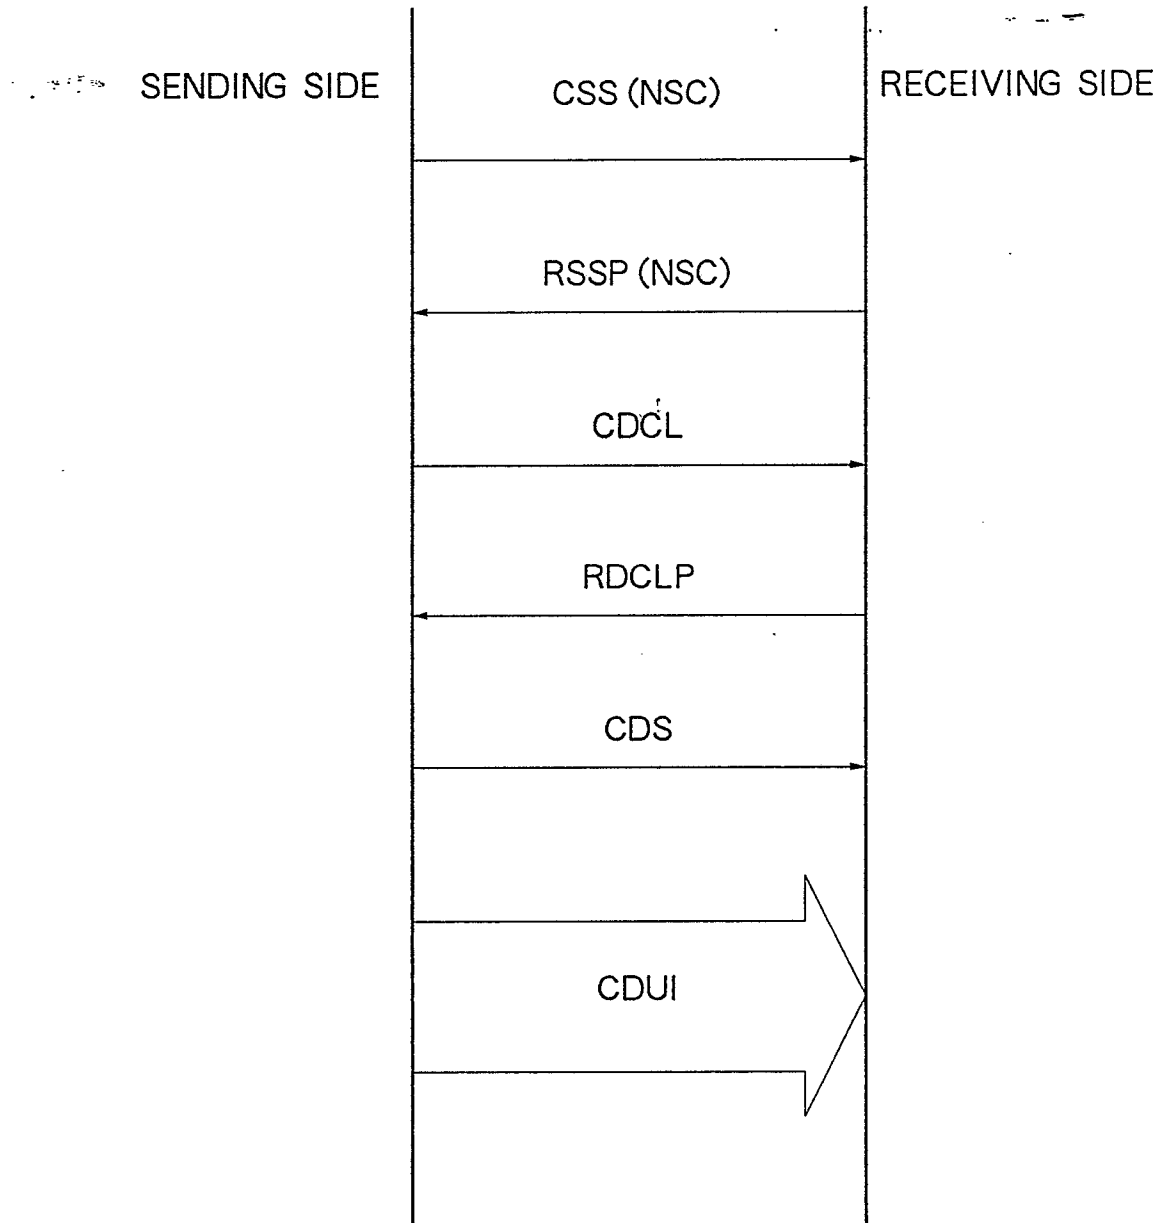 SENDING SIDE
CSS (NSC)
RECEIVING SIDE
RSSP (NSC)
CDCL
RDCLP
CDS
CDUI